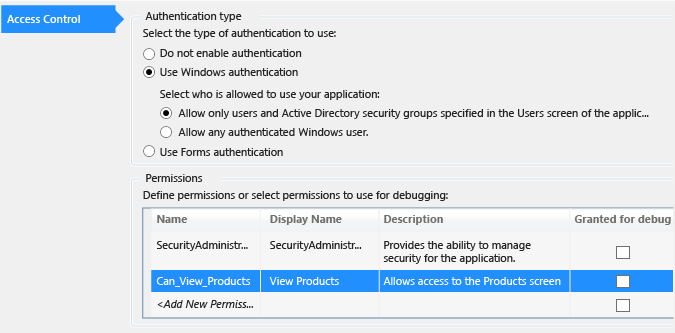 Access Control
Authentication type
Select the type of authentication to use:
Do not enable authentication
Use Windows authentication
Select who is allowed to use your application:
Allow only users and Active Directory security groups specified in the Users screen of the applic...
Allow any authenticated Windows user.
Use Forms authentication
Permissions
Define permissions or select permissions to use for debugging:
Name Display Name Description Granted for debug
SecurityAdministr... SecurityAdministr... Provides the ability to manage
security for the application.
Can_View_Products View Products Allows access to the Products screen
<Add New Permiss...